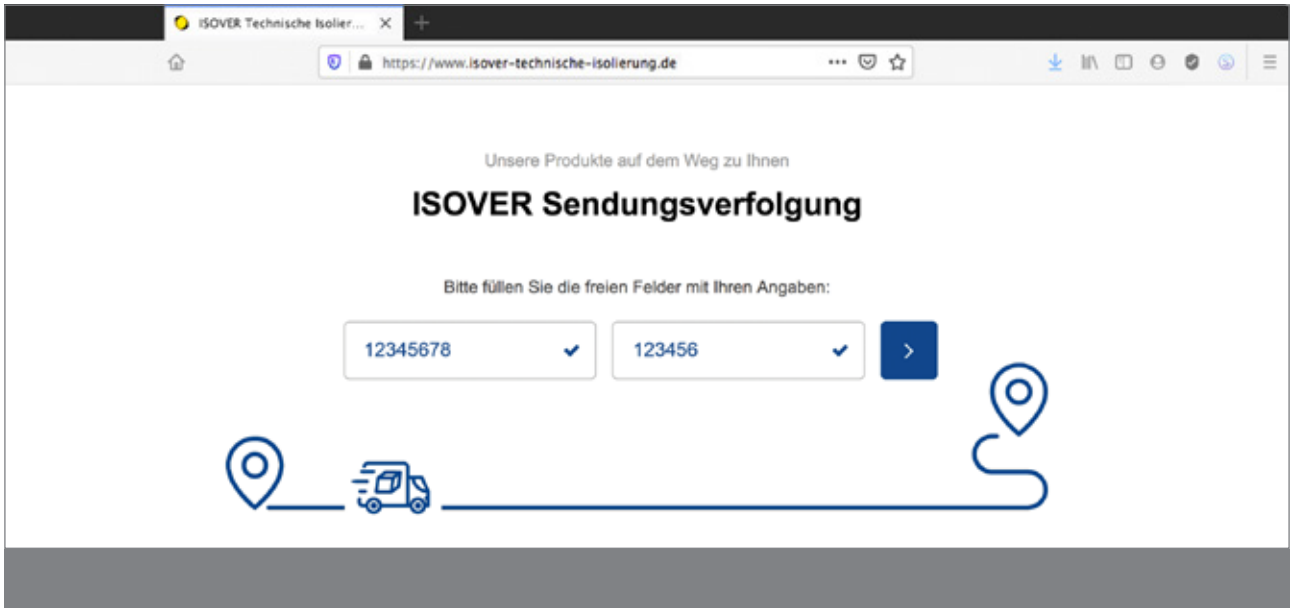 ISOVER Technische Isolier...
https://www.isover-technische-isolierung.de
Unsere Produkte auf dem Weg zu Ihnen
ISOVER Sendungsverfolgung
Bitte füllen Sie die freien Felder mit Ihren Angaben:
12345678 123456